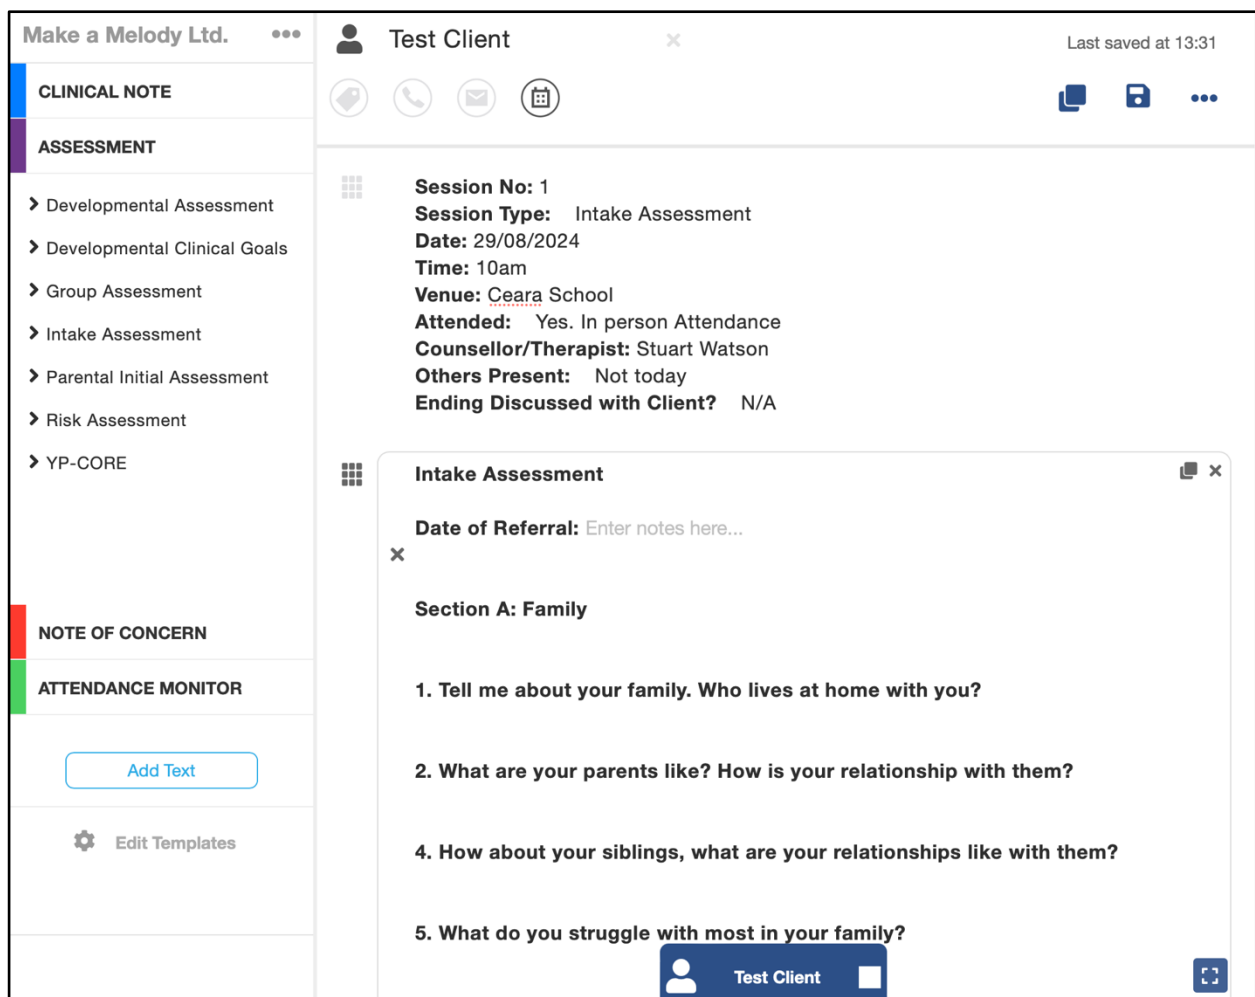 Make a Melody Ltd.
CLINICAL NOTE
ASSESSMENT
Developmental Assessment
Developmental Clinical Goals
Group Assessment
Intake Assessment
Parental Initial Assessment
Risk Assessment
YP-CORE
NOTE OF CONCERN
ATTENDANCE MONITOR
Add Text
Edit Templates
Test Client
Last saved at 13:31
Session No: 1
Session Type: Intake Assessment
Date: 29/08/2024
Time: 10am
Venue: Ceara School
Attended: Yes. In person Attendance
Counsellor/Therapist: Stuart Watson
Others Present: Not today
Ending Discussed with Client? N/A
Intake Assessment
Date of Referral: Enter notes here...
Section A: Family
1. Tell me about your family. Who lives at home with you?
2. What are your parents like? How is your relationship with them?
4. How about your siblings, what are your relationships like with them?
5. What do you struggle with most in your family?
Test Client